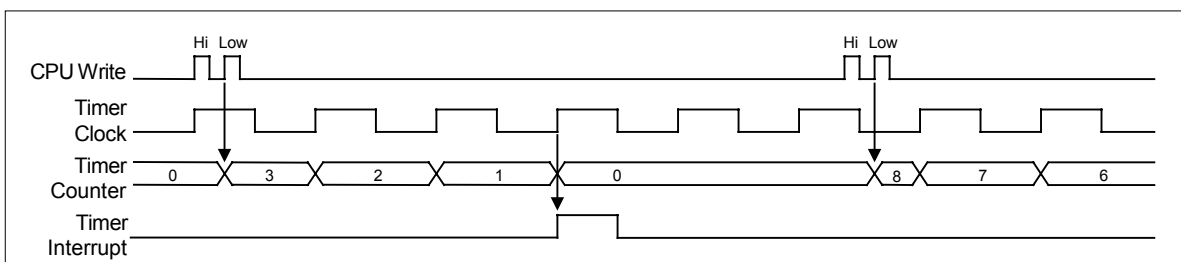 Hi Low Hi Low
CPU Write
Timer
Clock
Timer
Counter
0 3 2 1 0 8 7 6
Timer
Interrupt